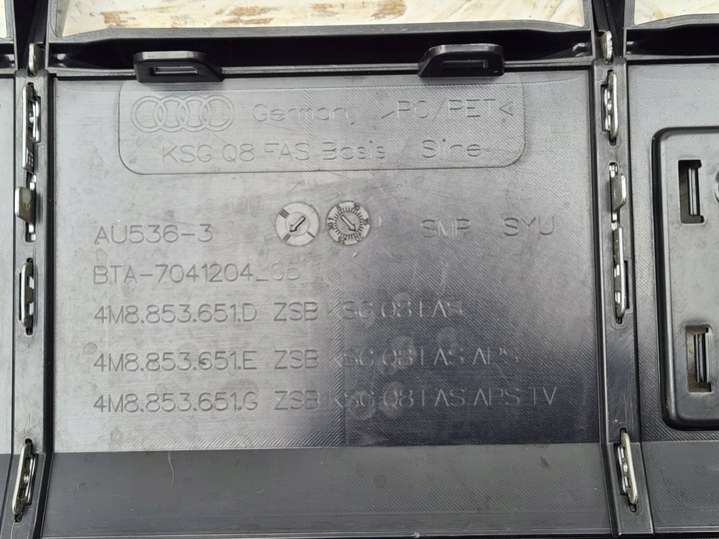 Germany >PC/PET<
KSG Q8 FAS Basis Sline
AU536-3 SMP SYU
BTA-7041204
4M8.853.651.D ZSB KSG Q8 FAS
4M8.853.651.E ZSB KSG Q8 FAS APS
4M8.853.651.G ZSB KSG Q8 FAS APS TV